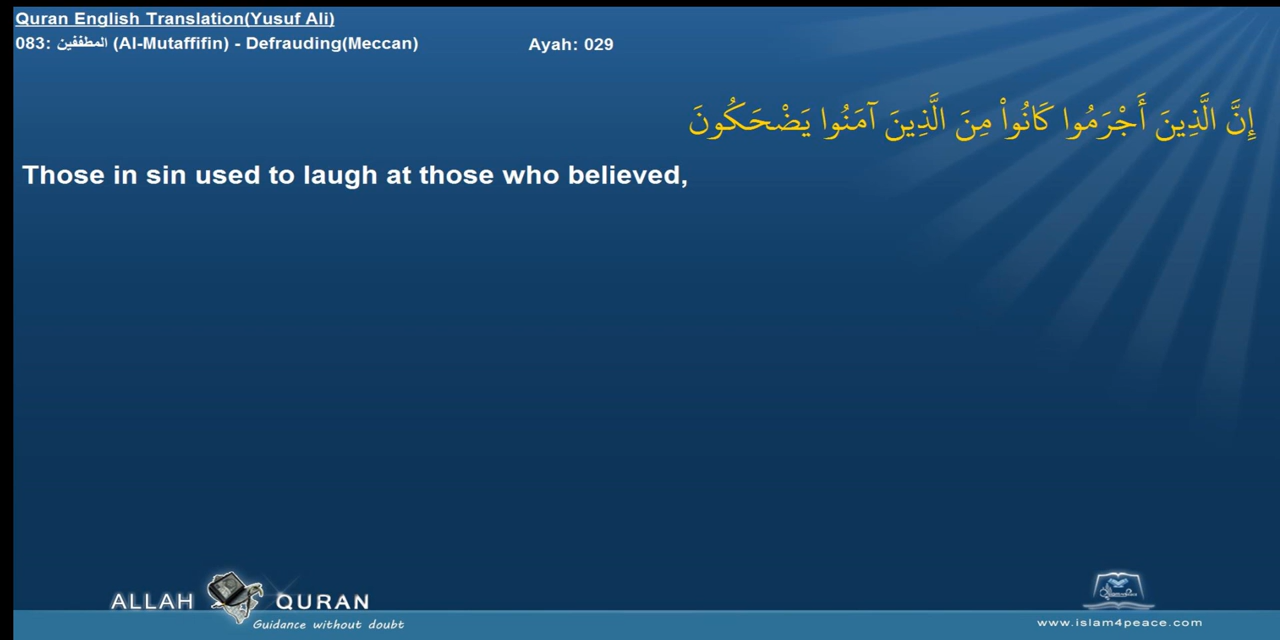 Quran English Translation(Yusuf Ali)
083: المطففين (Al-Mutaffifin) - Defrauding(Meccan) Ayah: 029
إِنَّ الَّذِينَ أَجْرَمُوا كَانُواْ مِنَ الَّذِينَ آمَنُوا يَضْحَكُونَ
Those in sin used to laugh at those who believed,
ALLAH QURAN
Guidance without doubt
www.islam4peace.com